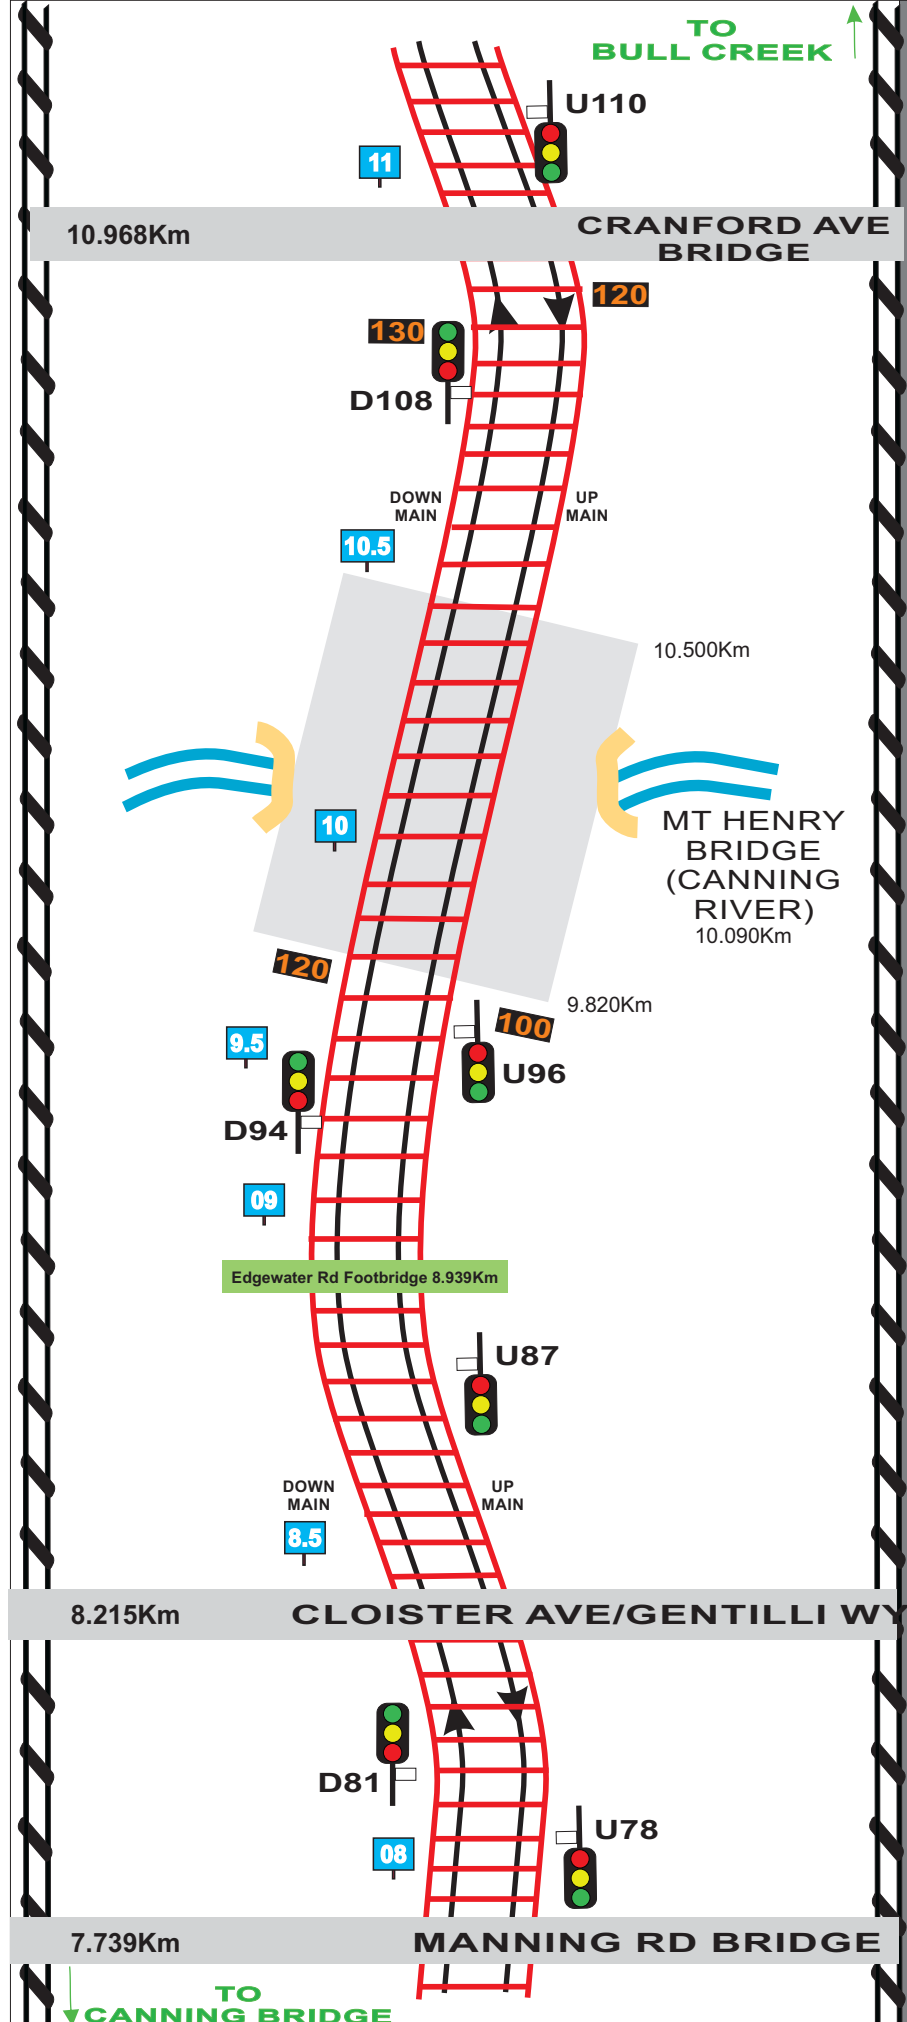 TO
BULL CREEK
U110
11
10.968Km
CRANFORD AVE
BRIDGE
120
130
D108
DOWN
MAIN
UP
MAIN
10.5
10.500Km
10
MT HENRY
BRIDGE
(CANNING
RIVER)
10.090Km
120
9.820Km
100
9.5
U96
D94
09
Edgewater Rd Footbridge 8.939Km
U87
DOWN
MAIN
UP
MAIN
8.5
8.215Km
CLOISTER AVE/GENTILLI WY
D81
U78
08
7.739Km
MANNING RD BRIDGE
TO
CANNING BRIDGE